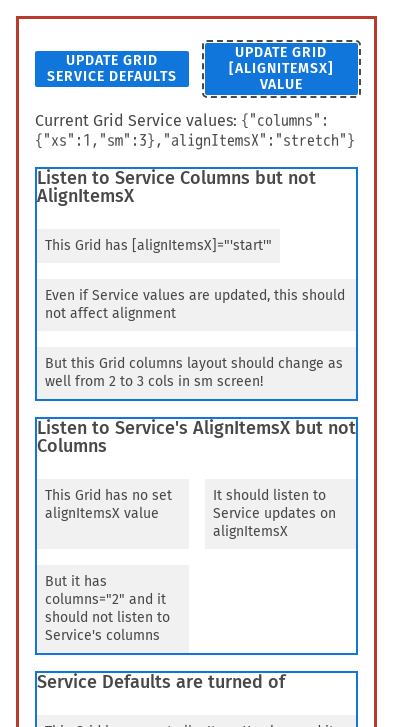 UPDATE GRID
SERVICE DEFAULTS
UPDATE GRID
[ALIGNITEMSX]
VALUE
Current Grid Service values: {"columns":
{"xs":1,"sm":3},"alignItemsX":"stretch"}
Listen to Service Columns but not
AlignItemsX
This Grid has [alignItemsX]="'start'"
Even if Service values are updated, this should
not affect alignment
But this Grid columns layout should change as
well from 2 to 3 cols in sm screen!
Listen to Service's AlignItemsX but not
Columns
This Grid has no set
alignItemsX value
It should listen to
Service updates on
alignItemsX
But it has
columns="2" and it
should not listen to
Service's columns
Service Defaults are turned of